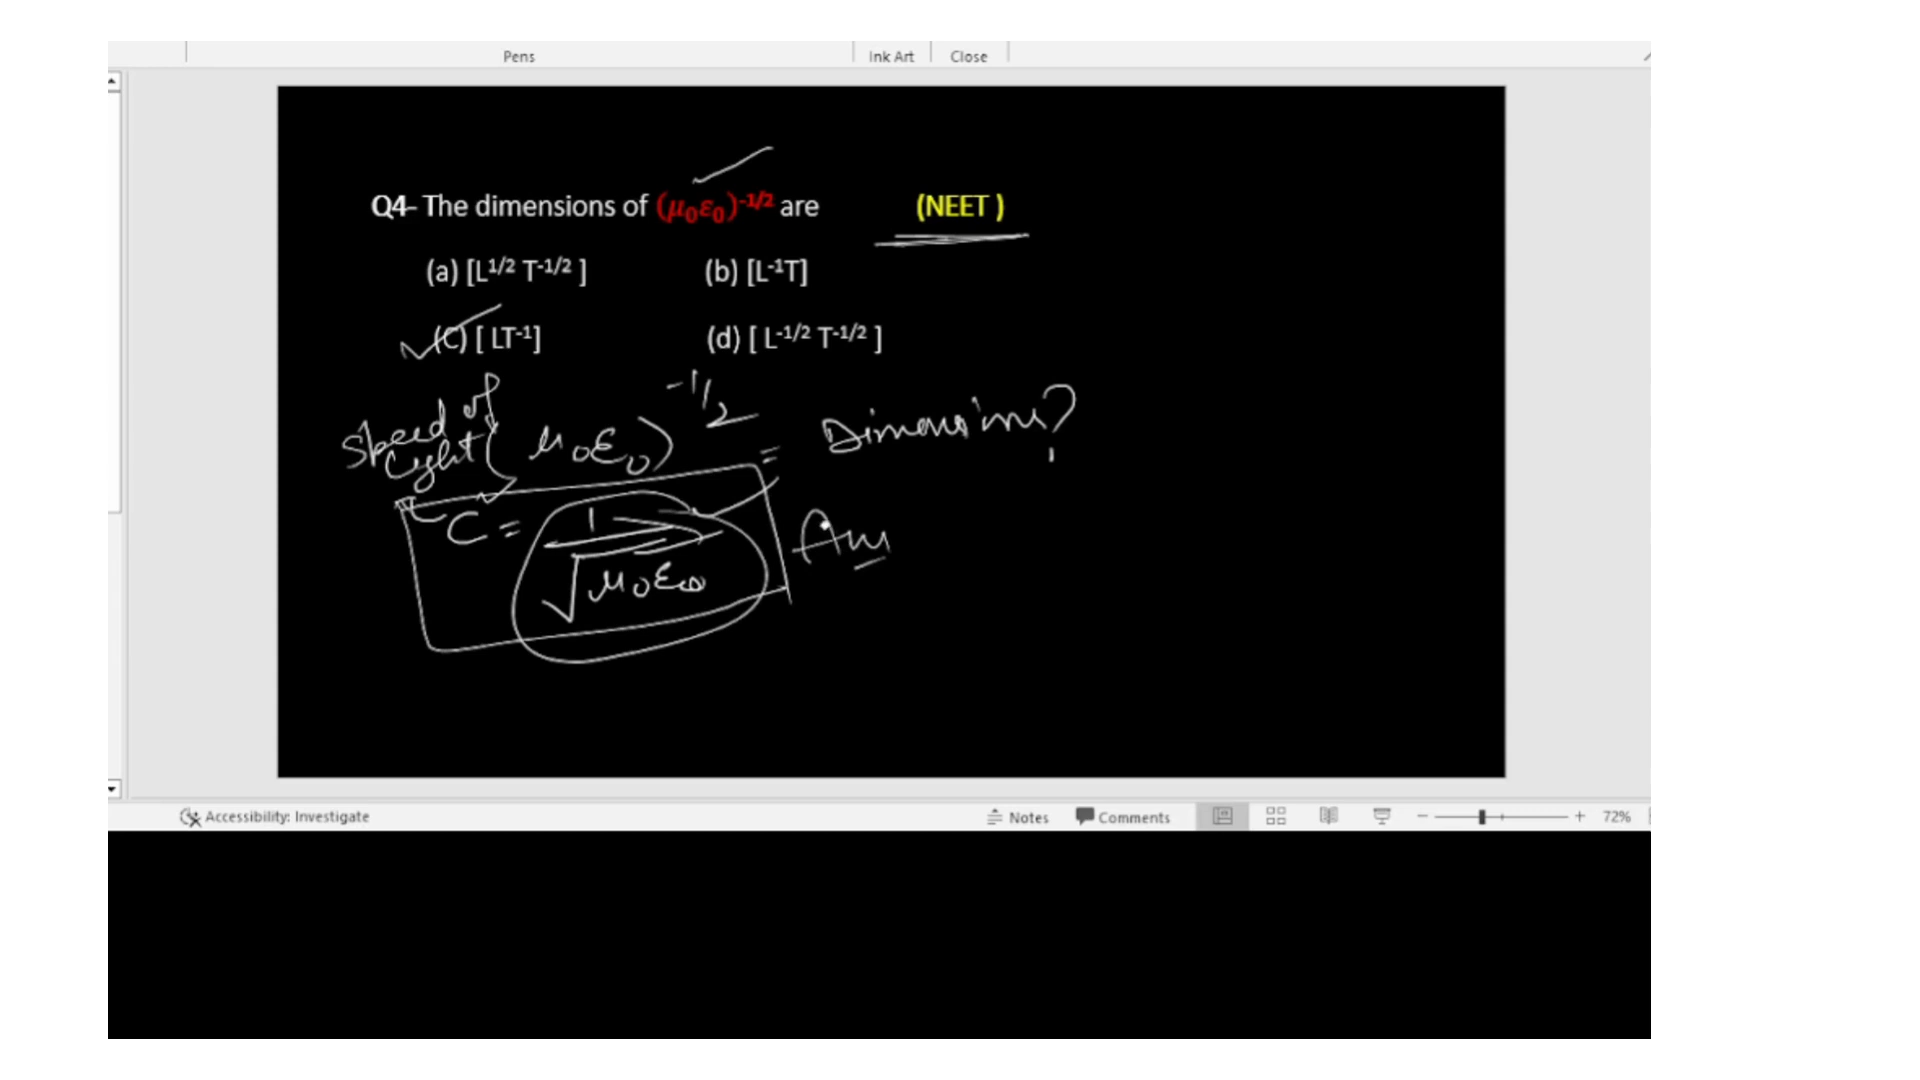 Pens Ink Art Close
Q4- The dimensions of (μ₀ε₀)⁻¹/² are (NEET )
(a) [L¹/² T⁻¹/² ] (b) [L⁻¹T]
(C) [ LT⁻¹] (d) [ L⁻¹/² T⁻¹/² ]
Speed of
Light
(μ₀ε₀)⁻¹/² = Dimensions?
C = 1/√μ₀ε₀ Ans
Accessibility: Investigate Notes Comments 72%